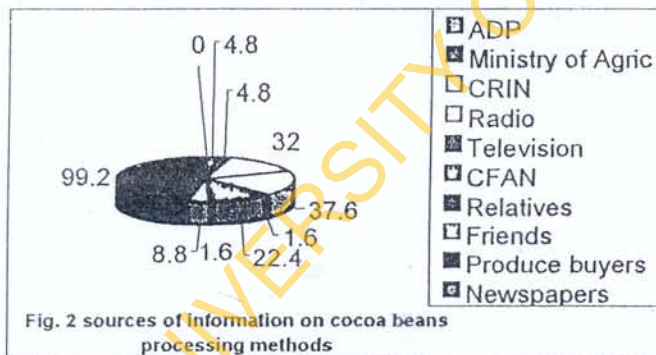 0
4.8
4.8
32
99.2
37.6
8.8
1.6
22.4
1.6
ADP
Ministry of Agric
CRIN
Radio
Television
CFAN
Relatives
Friends
Produce buyers
Newspapers
Fig. 2 sources of information on cocoa beans
processing methods
IVERSITY O